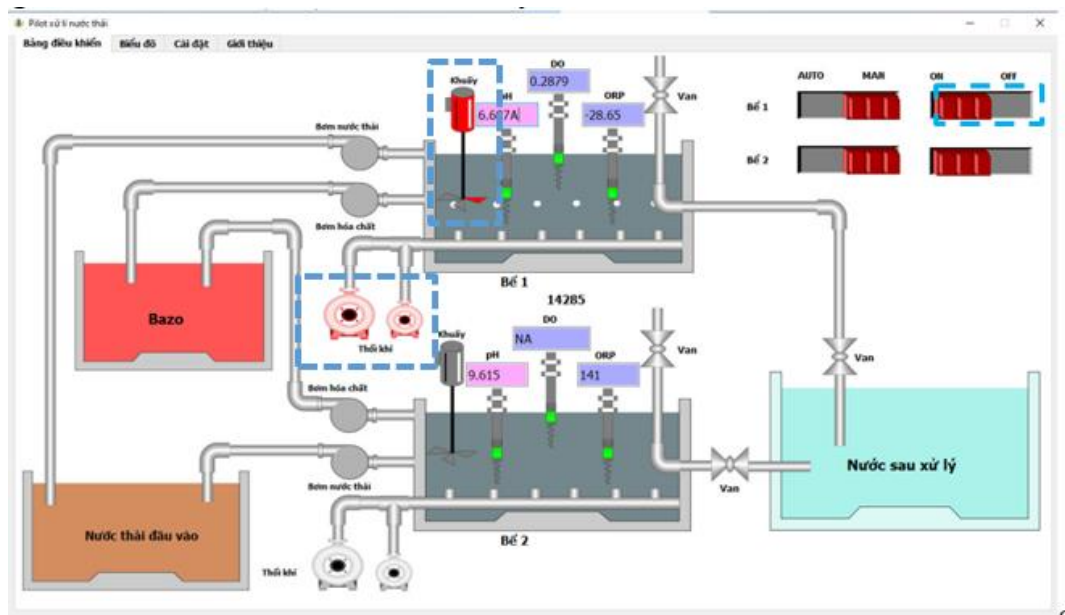 Pilot xử lí nước thải
Bảng điều khiển Biểu đồ Cài đặt Giới thiệu
AUTO MAN ON OFF
Bể 1
Bể 2
Khuấy
pH
DO
0.2879
ORP
-28.65
Van
Bơm nước thải
Bơm hóa chất
Bể 1
14285
Bazo
Thổi khí
Khuấy
pH
9.615
DO
NA
ORP
141
Van
Van
Bơm hóa chất
Bơm nước thải
Van
Nước sau xử lý
Nước thải đầu vào
Bể 2
Thổi khí